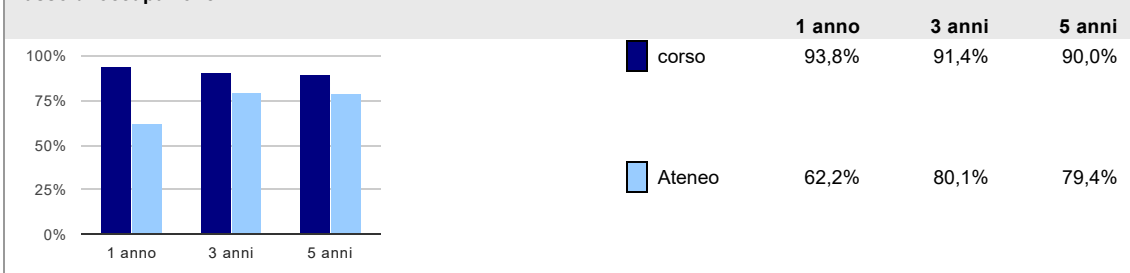 1 anno 3 anni 5 anni
100%
75%
50%
25%
0%
1 anno 3 anni 5 anni
corso 93,8% 91,4% 90,0%
Ateneo 62,2% 80,1% 79,4%